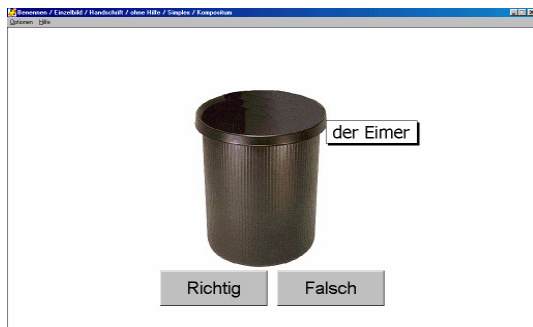 Benennen / Einzelbild / Handschrift / ohne Hilfe / Simplex / Kompositum
Optionen Hilfe
der Eimer
Richtig Falsch